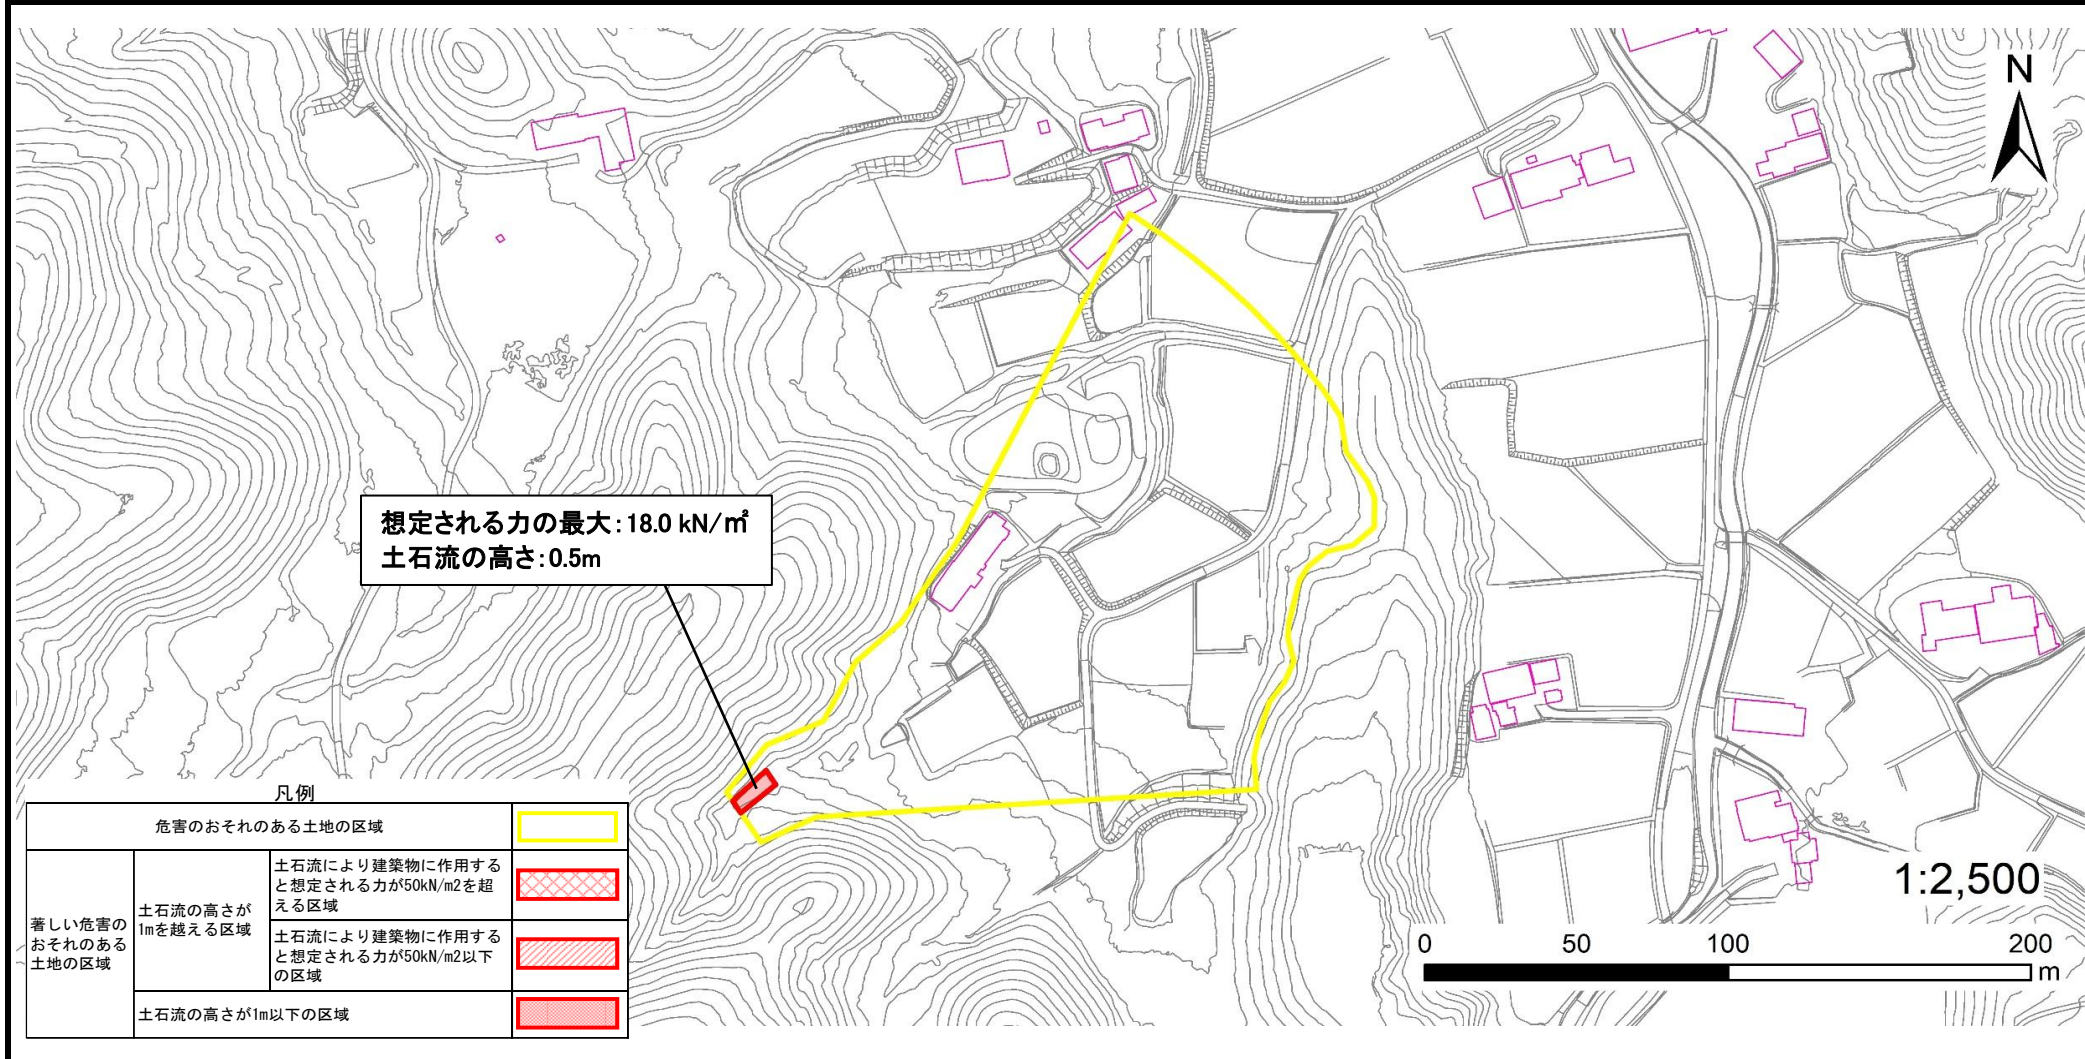 N
想定される力の最大:18.0 kN/㎡
土石流の高さ:0.5m
凡例
危害のおそれのある土地の区域
著しい危害の
おそれのある
土地の区域
土石流の高さが
1mを越える区域
土石流により建築物に作用する
と想定される力が50kN/m2を超
える区域
土石流により建築物に作用する
と想定される力が50kN/m2以下
の区域
土石流の高さが1m以下の区域
1:2,500
0 50 100 200
m